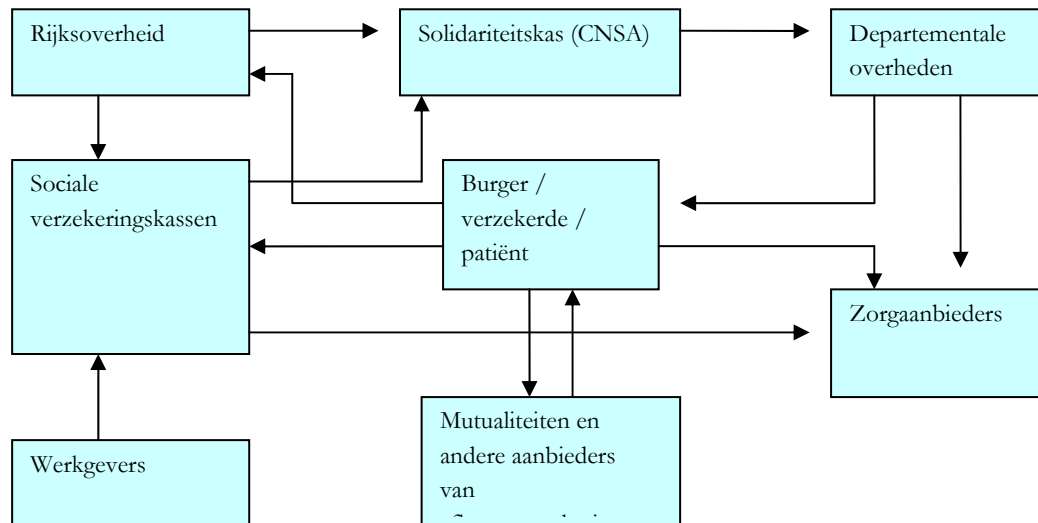 Rijksoverheid
Solidariteitskas (CNSA)
Departementale
overheden
Sociale
verzekeringskassen
Burger /
verzekerde /
patiënt
Zorgaanbieders
Werkgevers
Mutualiteiten en
andere aanbieders
van